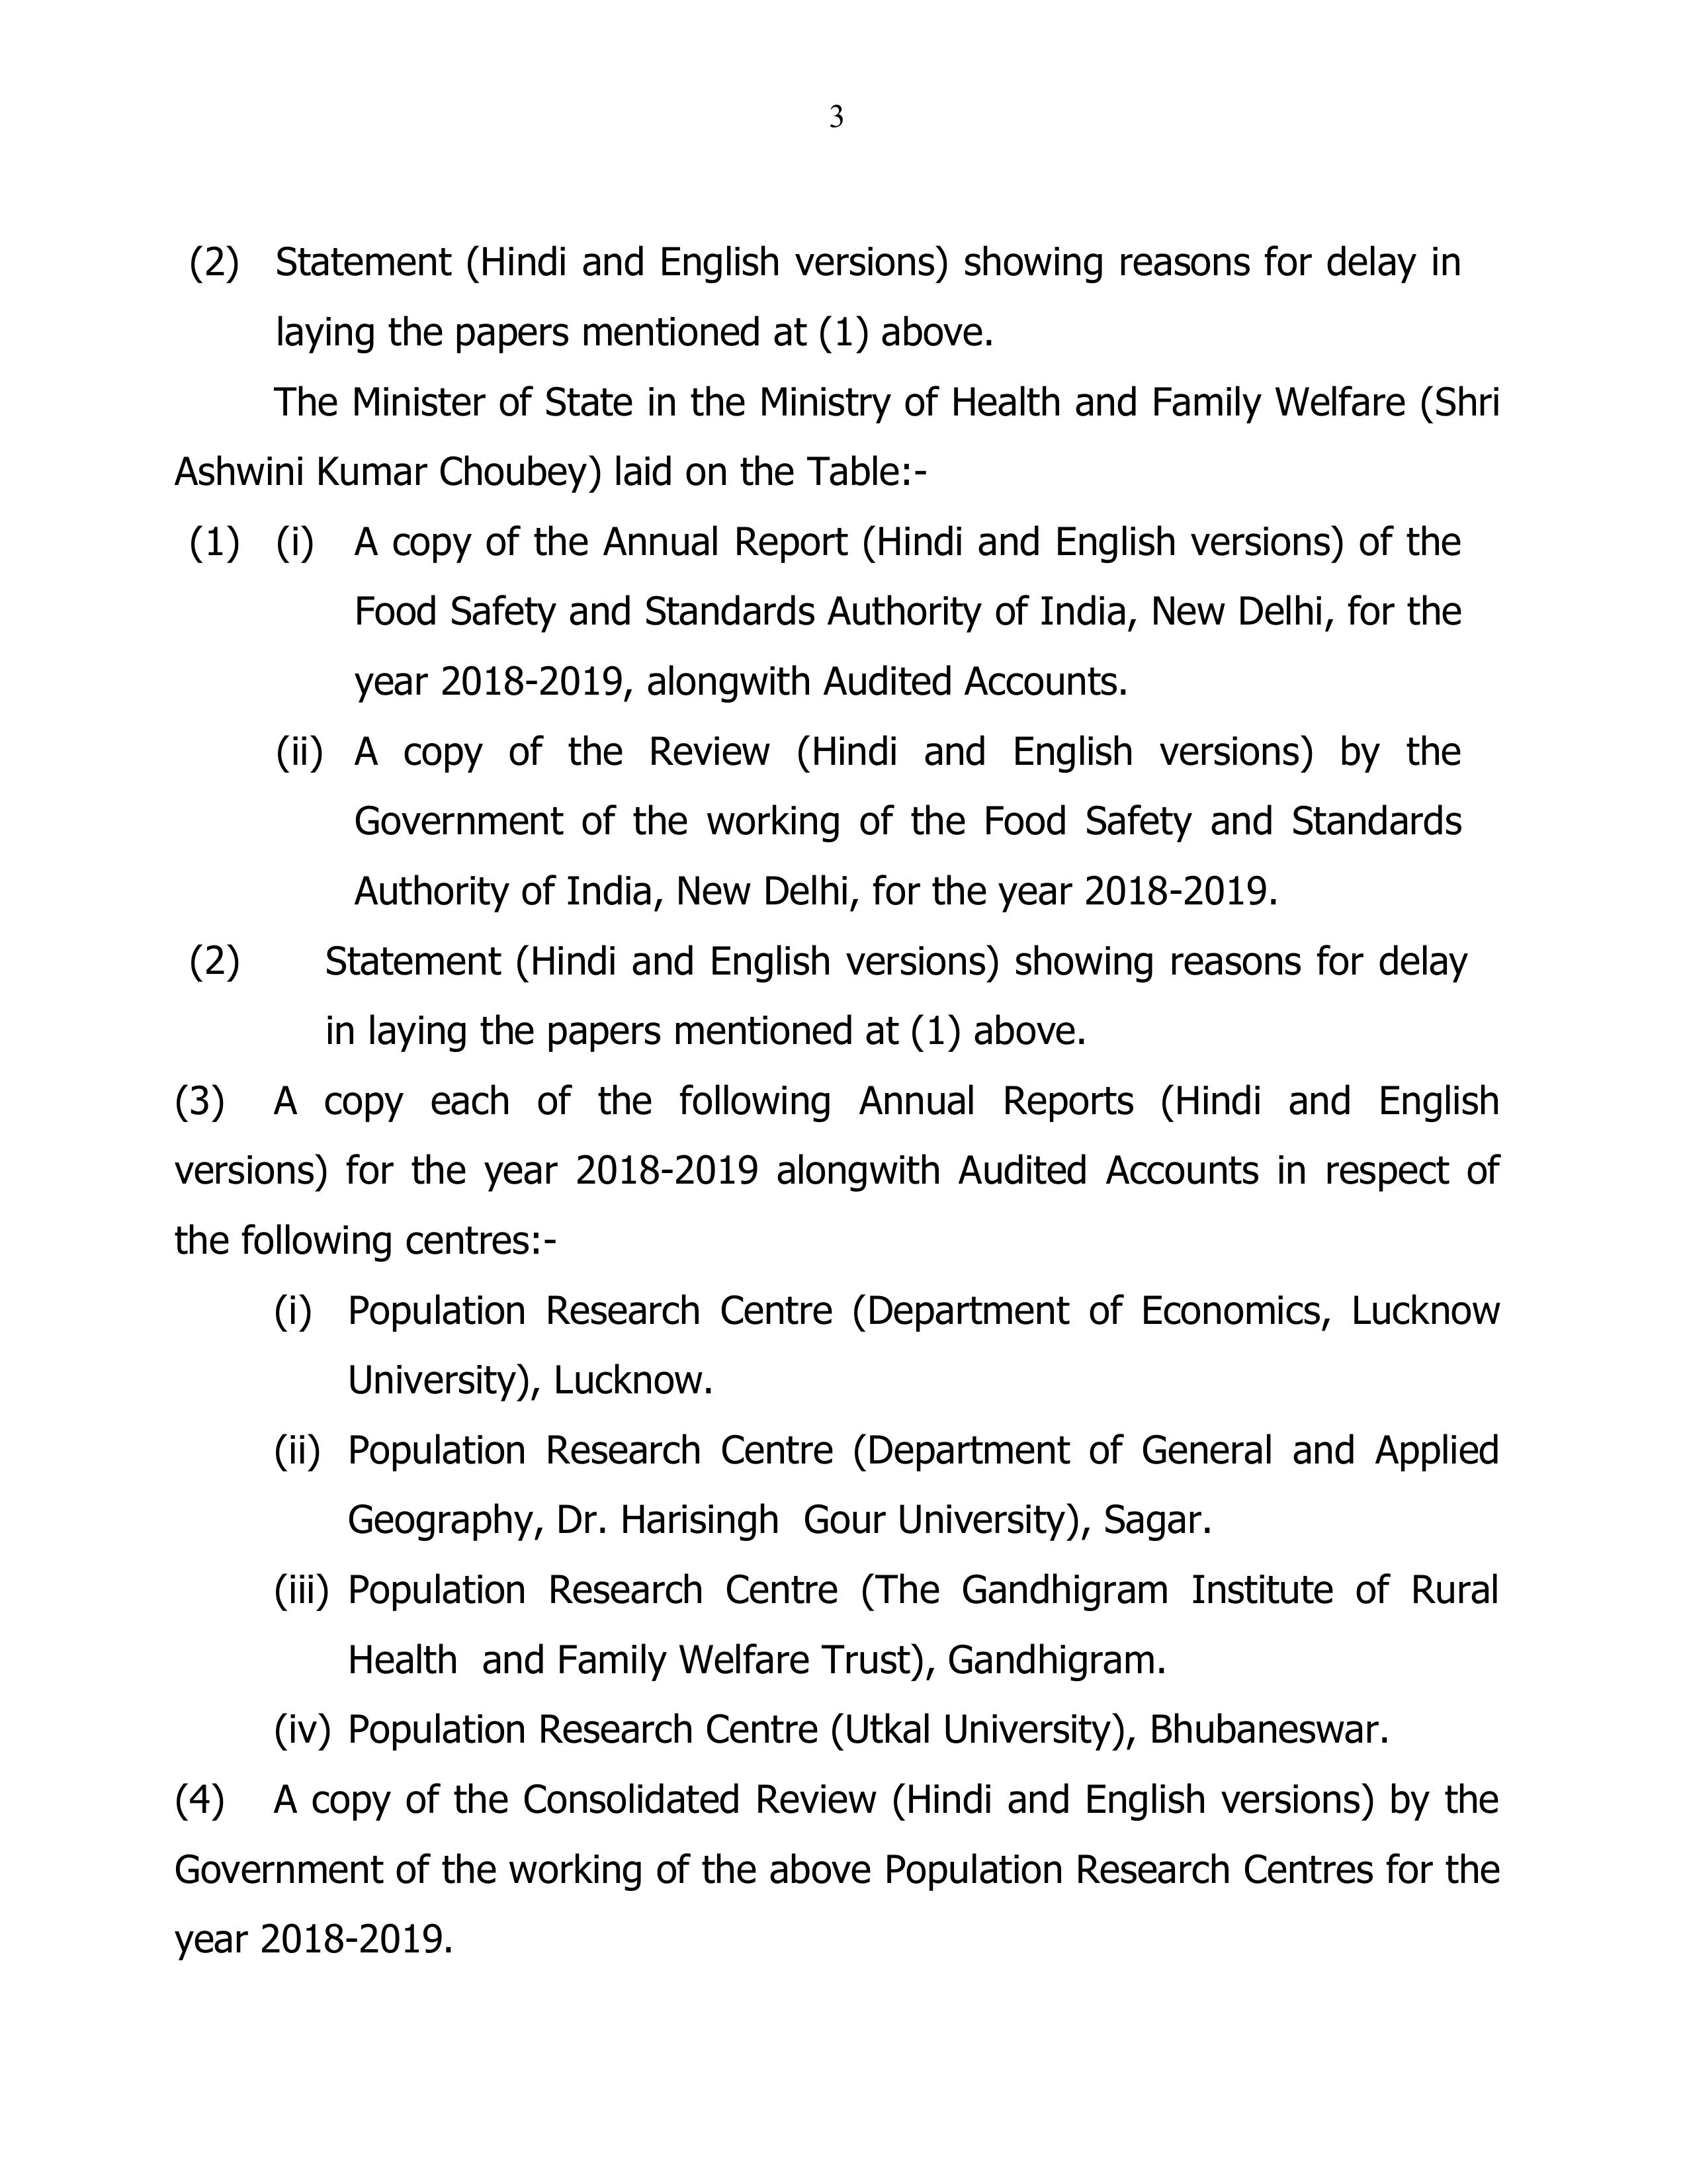 3
(2) Statement (Hindi and English versions) showing reasons for delay in
laying the papers mentioned at (1) above.
The Minister of State in the Ministry of Health and Family Welfare (Shri
Ashwini Kumar Choubey) laid on the Table:-
(1) (i) A copy of the Annual Report (Hindi and English versions) of the
Food Safety and Standards Authority of India, New Delhi, for the
year 2018-2019, alongwith Audited Accounts.
(ii) A copy of the Review (Hindi and English versions) by the
Government of the working of the Food Safety and Standards
Authority of India, New Delhi, for the year 2018-2019.
(2) Statement (Hindi and English versions) showing reasons for delay
in laying the papers mentioned at (1) above.
(3) A copy each of the following Annual Reports (Hindi and English
versions) for the year 2018-2019 alongwith Audited Accounts in respect of
the following centres:-
(i) Population Research Centre (Department of Economics, Lucknow
University), Lucknow.
(ii) Population Research Centre (Department of General and Applied
Geography, Dr. Harisingh Gour University), Sagar.
(iii) Population Research Centre (The Gandhigram Institute of Rural
Health and Family Welfare Trust), Gandhigram.
(iv) Population Research Centre (Utkal University), Bhubaneswar.
(4) A copy of the Consolidated Review (Hindi and English versions) by the
Government of the working of the above Population Research Centres for the
year 2018-2019.